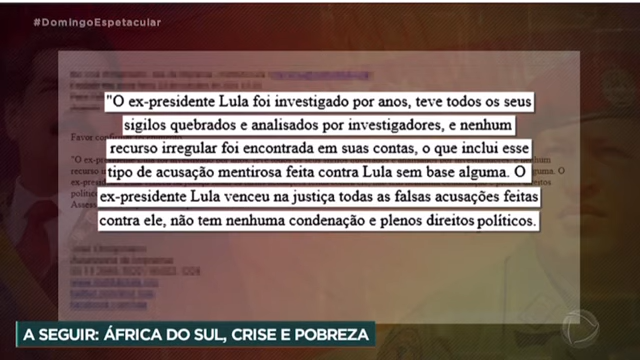 #DomingoEspetacular
"O ex-presidente Lula foi investigado por anos, teve todos os seus
sigilos quebrados e analisados por investigadores, e nenhum
recurso irregular foi encontrada em suas contas, o que inclui esse
tipo de acusação mentirosa feita contra Lula sem base alguma. O
ex-presidente Lula venceu na justiça todas as falsas acusações feitas
contra ele, não tem nenhuma condenação e plenos direitos políticos.
A SEGUIR: ÁFRICA DO SUL, CRISE E POBREZA